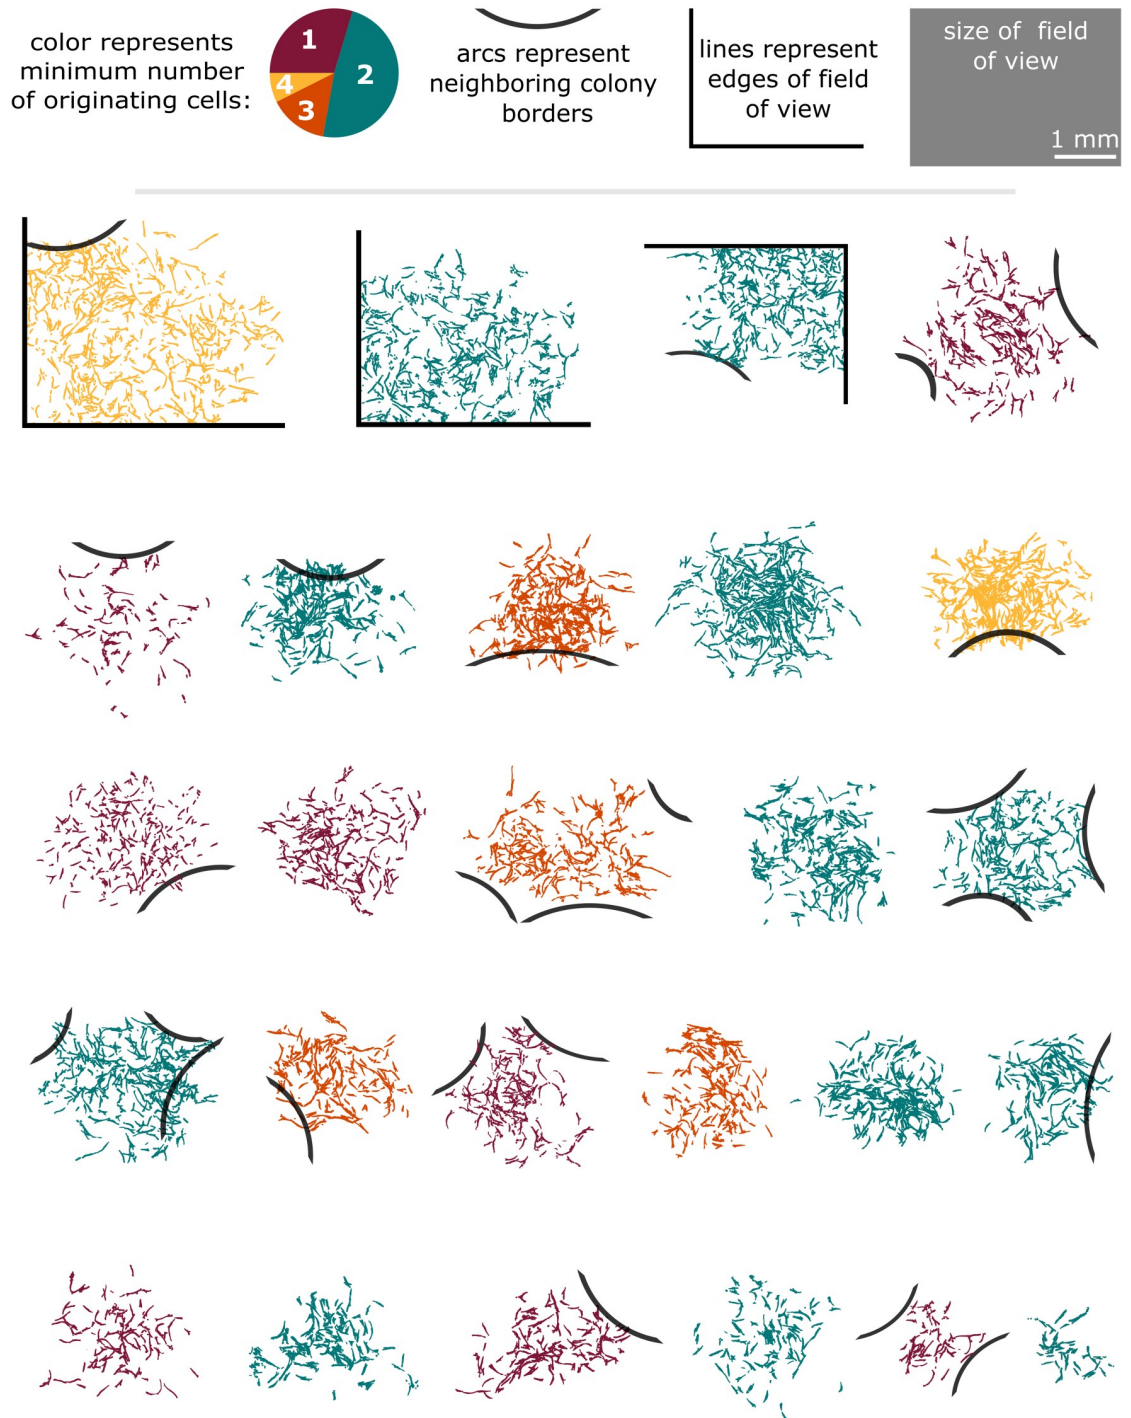 color represents
minimum number
of originating cells:
1
2
3
4
arcs represent
neighboring colony
borders
lines represent
edges of field
of view
size of field
of view
1 mm